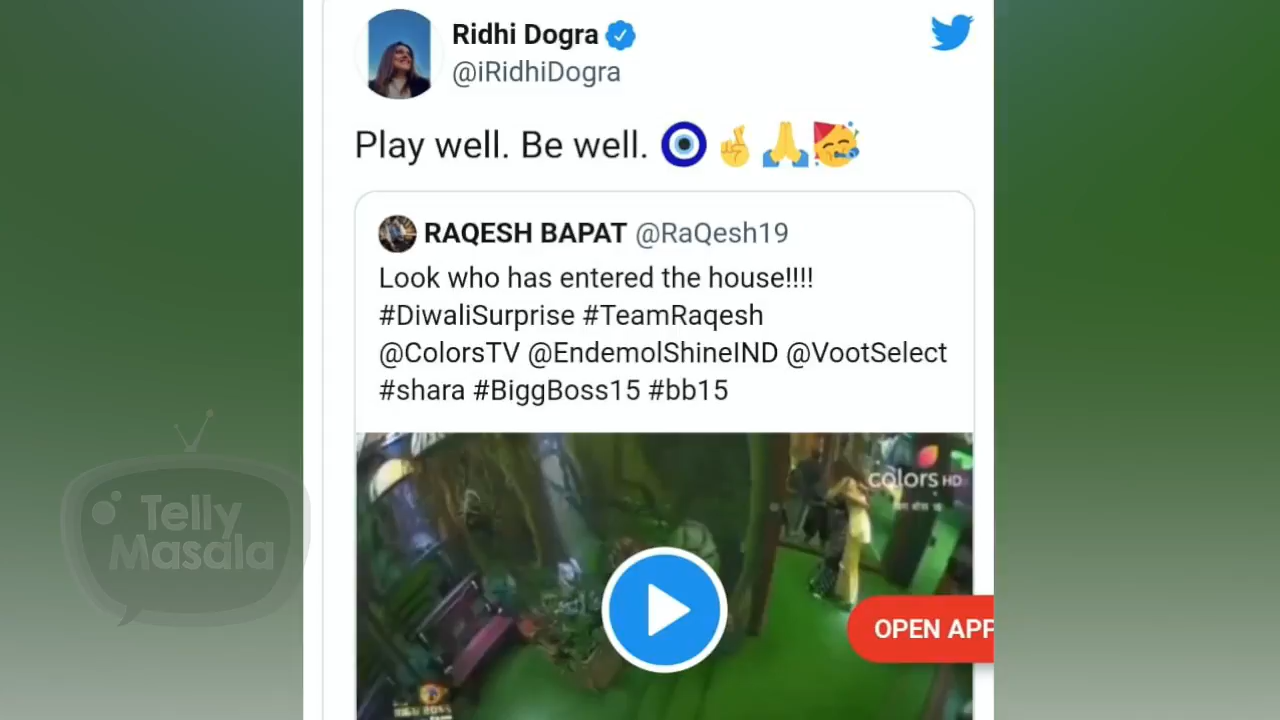 Ridhi Dogra
@iRidhiDogra
Play well. Be well. 🧿🤞🙏🥳
RAQESH BAPAT @RaQesh19
Look who has entered the house!!!!
#DiwaliSurprise #TeamRaqesh
@ColorsTV @EndemolShineIND @VootSelect
#shara #BiggBoss15 #bb15
colors HD
OPEN APP
Telly
Masala